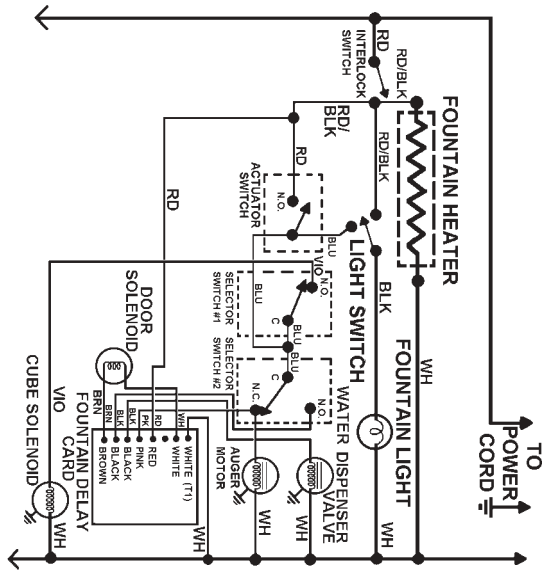 RD
INTERLOCK
SWITCH
RD/BLK
FOUNTAIN HEATER
RD/
BLK
RD/BLK
RD
ACTUATOR
SWITCH
N.O.
RD
BLU
LIGHT SWITCH
BLK
VIO
N.O.
SELECTOR
SWITCH #1
BLU
C
BLU
DOOR
SOLENOID
SELECTOR
SWITCH #2
C
N.C.
N.O.
WH
FOUNTAIN LIGHT
WATER DISPENSER
VALVE
TO
POWER
CORD
CUBE SOLENOID
VIO
BRN
BRN
BLK
BLK
PK
RD
WH
FOUNTAIN DELAY
CARD
BROWN
BLACK
BLACK
PINK
RED
WHITE
WHITE (T1)
AUGER
MOTOR
WH
WH
WH
WH
WH